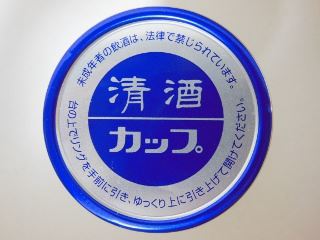 未成年者の飲酒は、法律で禁じられています。
清酒
カップ。
台の上でリングを手前に引き、ゆっくり上に引き上げて開けてください。